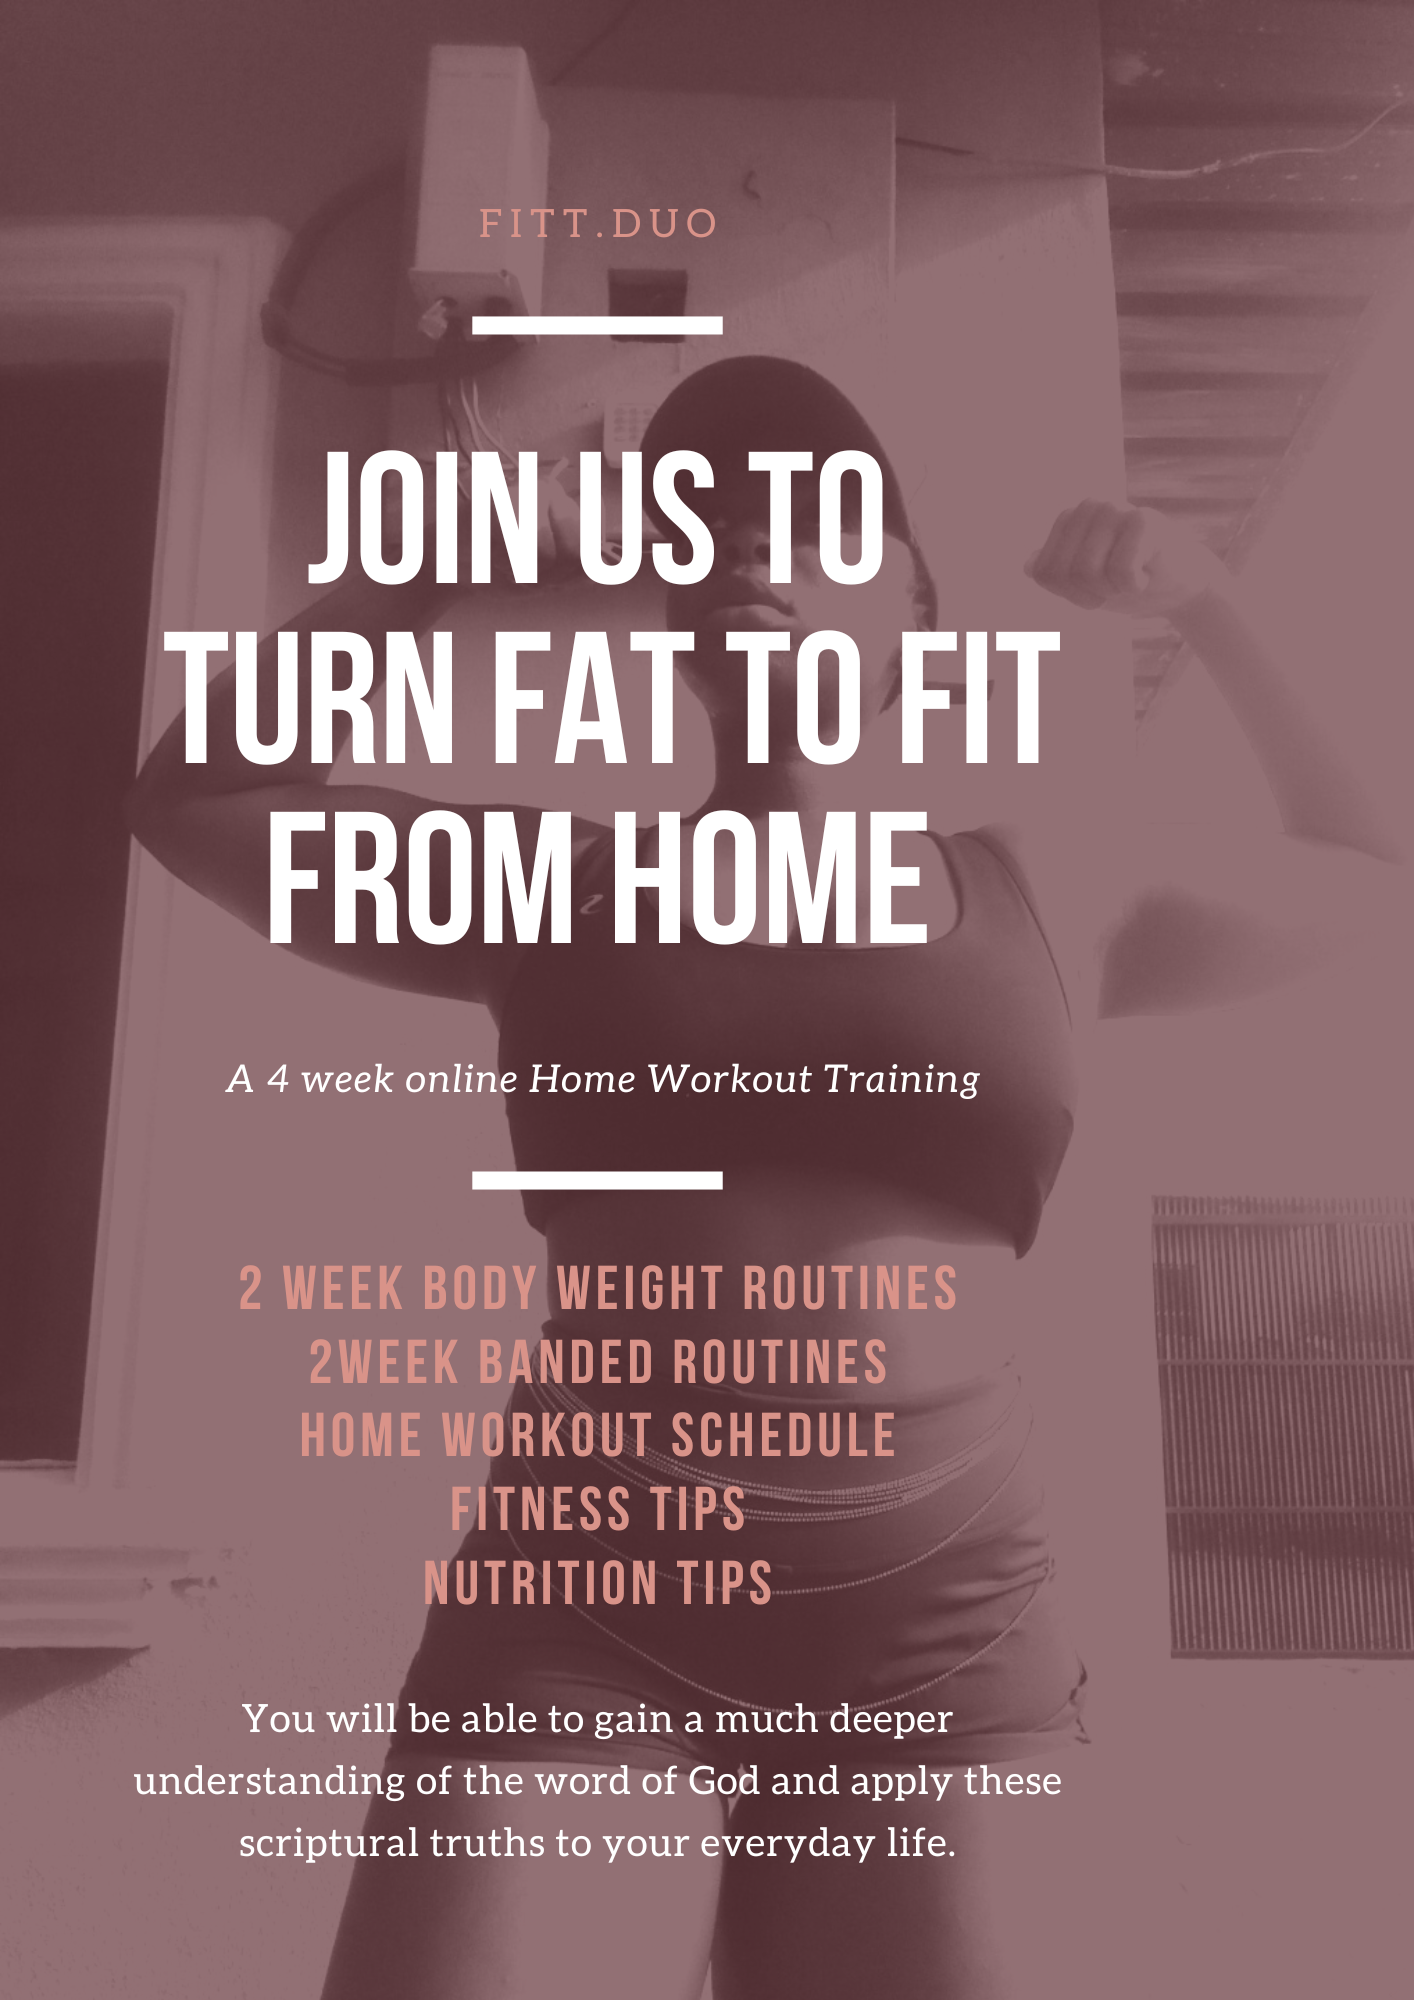 FITT.DUO
JOIN US TO
TURN FAT TO FIT
FROM HOME
A 4 week online Home Workout Training
2 WEEK BODY WEIGHT ROUTINES
2WEEK BANDED ROUTINES
HOME WORKOUT SCHEDULE
FITNESS TIPS
NUTRITION TIPS
You will be able to gain a much deeper
understanding of the word of God and apply these
scriptural truths to your everyday life.